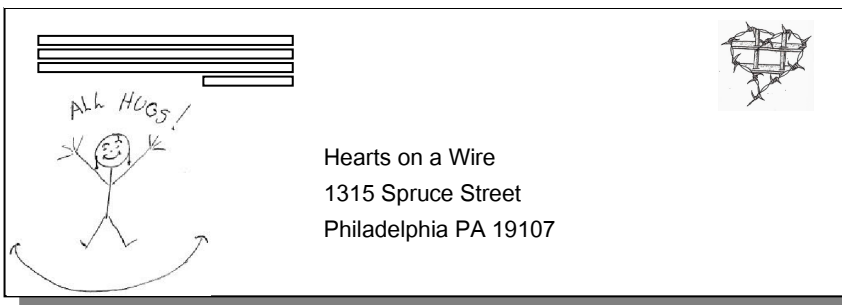 ALL HUGS!
Hearts on a Wire
1315 Spruce Street
Philadelphia PA 19107